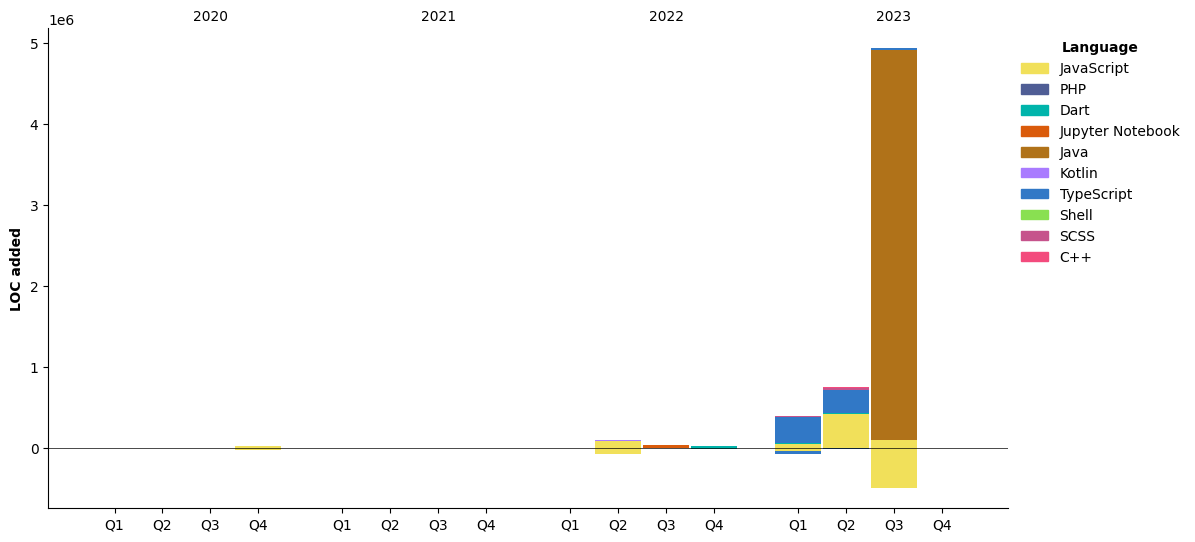 1e6
2020 2021 2022 2023
5
4
3
2
1
0
LOC added
Q1 Q2 Q3 Q4 Q1 Q2 Q3 Q4 Q1 Q2 Q3 Q4 Q1 Q2 Q3 Q4
Language
JavaScript
PHP
Dart
Jupyter Notebook
Java
Kotlin
TypeScript
Shell
SCSS
C++